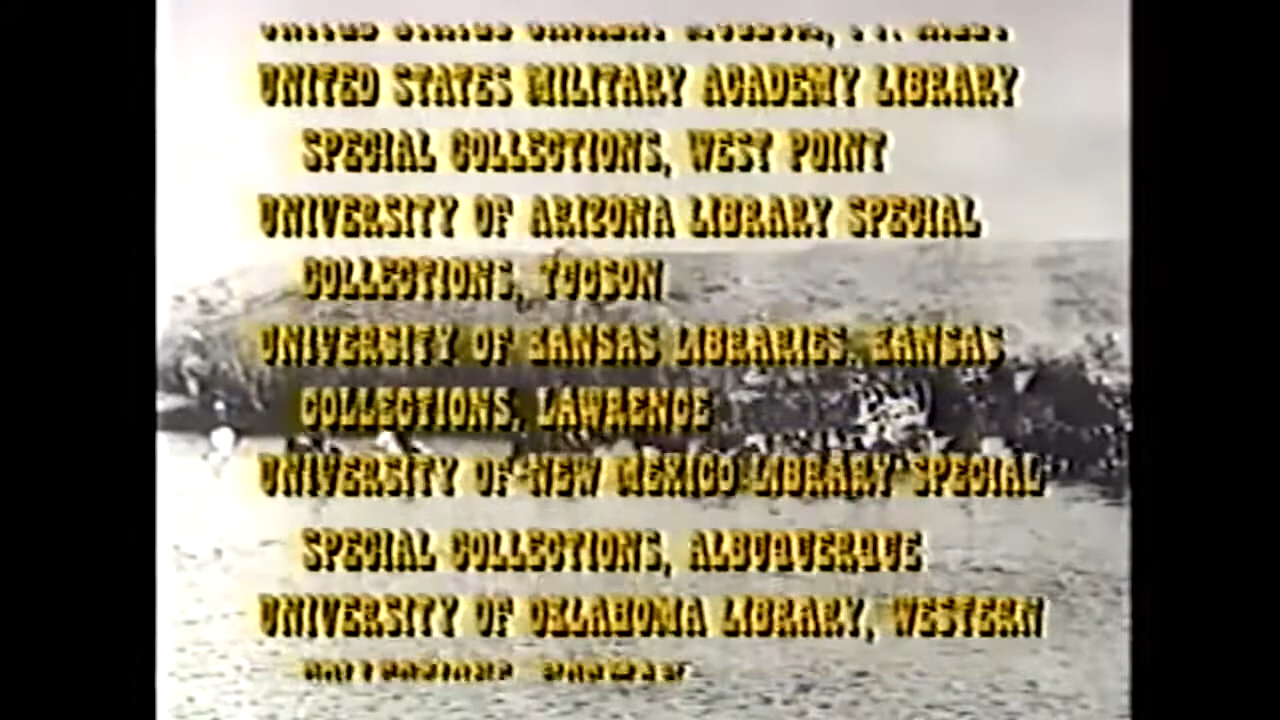 UNITED STATES MILITARY ACADEMY LIBRARY
SPECIAL COLLECTIONS, WEST POINT
UNIVERSITY OF ARIZONA LIBRARY SPECIAL
COLLECTIONS, TUCSON
UNIVERSITY OF KANSAS LIBRARIES, KANSAS
COLLECTIONS, LAWRENCE
UNIVERSITY OF NEW MEXICO LIBRARY SPECIAL
SPECIAL COLLECTIONS, ALBUQUERQUE
UNIVERSITY OF OKLAHOMA LIBRARY, WESTERN